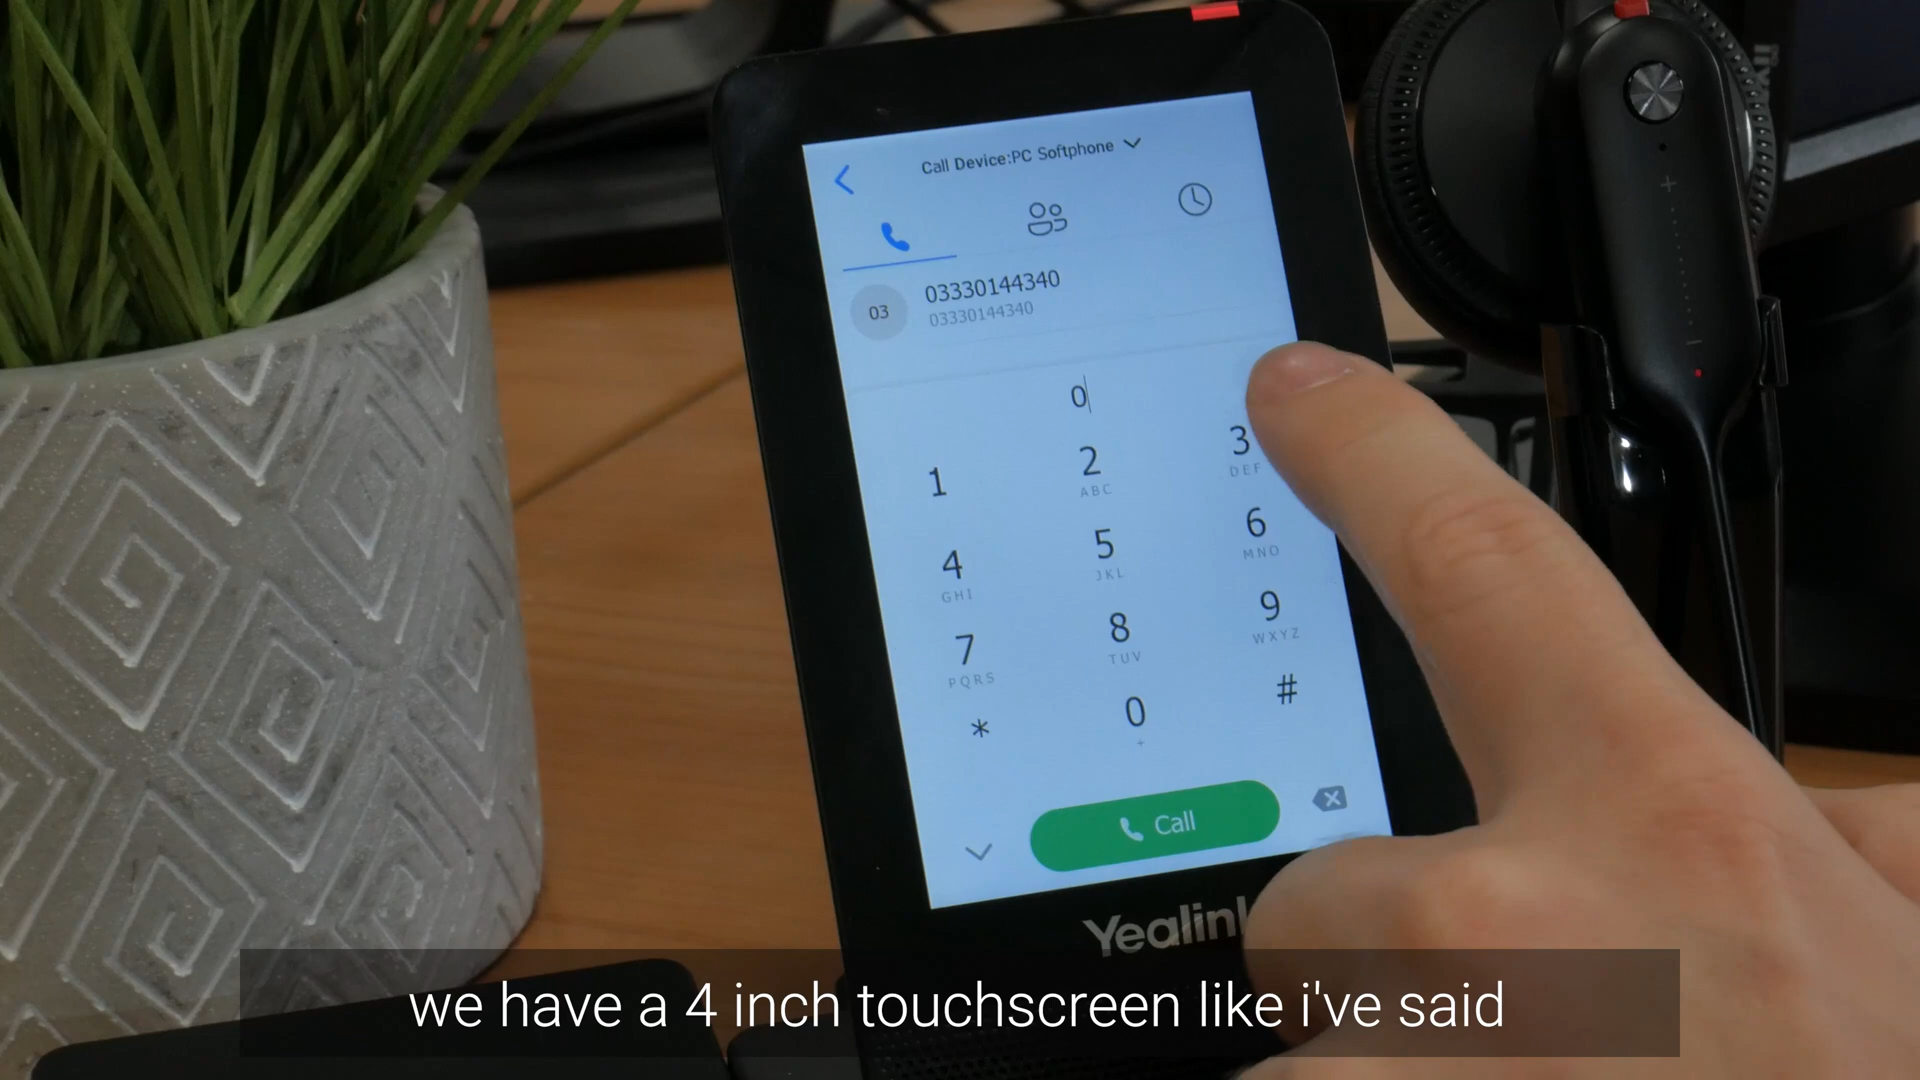 Call Device:PC Softphone
03
03330144340
03330144340
0
1
2
ABC
3
DEF
4
GHI
5
JKL
6
MNO
7
PQRS
8
TUV
9
WXYZ
*
0
+
#
Call
Yealink
we have a 4 inch touchscreen like i've said